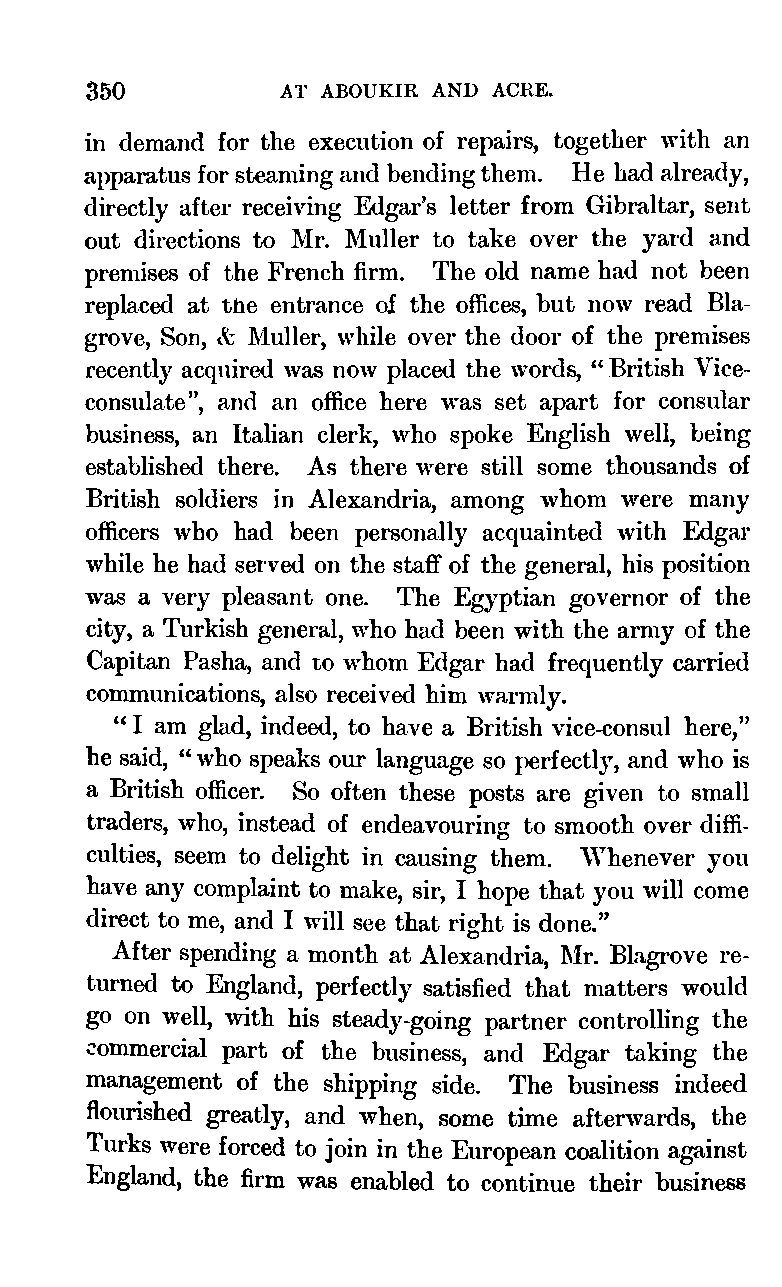 350 AT ABOUKIR AND ACRE.
in demand for the execution of repairs, together with an
apparatus for steaming and bending them. He had already,
directly after receiving Edgar's letter from Gibraltar, sent
out directions to Mr. Muller to take over the yard and
premises of the French firm. The old name had not been
replaced at the entrance of the offices, but now read Bla-
grove, Son, & Muller, while over the door of the premises
recently acquired was now placed the words, “British Vice-
consulate”, and an office here was set apart for consular
business, an Italian clerk, who spoke English well, being
established there. As there were still some thousands of
British soldiers in Alexandria, among whom were many
officers who had been personally acquainted with Edgar
while he had served on the staff of the general, his position
was a very pleasant one. The Egyptian governor of the
city, a Turkish general, who had been with the army of the
Capitan Pasha, and to whom Edgar had frequently carried
communications, also received him warmly.
“I am glad, indeed, to have a British vice-consul here,”
he said, “who speaks our language so perfectly, and who is
a British officer. So often these posts are given to small
traders, who, instead of endeavouring to smooth over diffi-
culties, seem to delight in causing them. Whenever you
have any complaint to make, sir, I hope that you will come
direct to me, and I will see that right is done.”
After spending a month at Alexandria, Mr. Blagrove re-
turned to England, perfectly satisfied that matters would
go on well, with his steady-going partner controlling the
commercial part of the business, and Edgar taking the
management of the shipping side. The business indeed
flourished greatly, and when, some time afterwards, the
Turks were forced to join in the European coalition against
England, the firm was enabled to continue their business